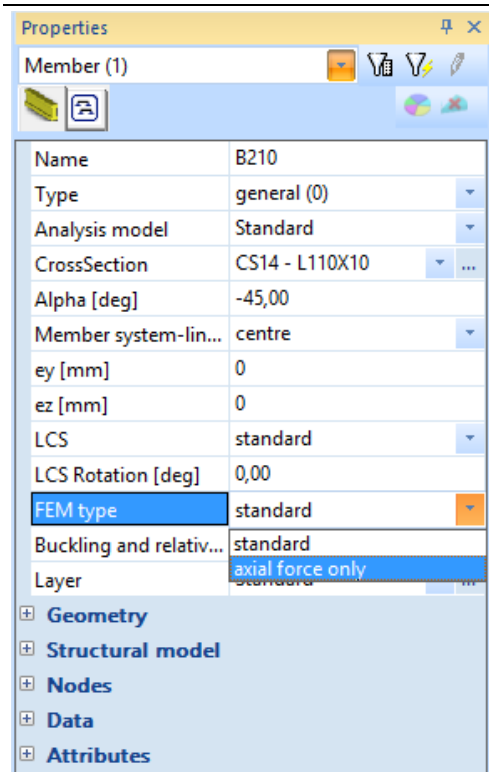 Properties
Member (1)
Name B210
Type general (0)
Analysis model Standard
CrossSection CS14 - L110X10 ...
Alpha [deg] -45,00
Member system-lin... centre
ey [mm] 0
ez [mm] 0
LCS standard
LCS Rotation [deg] 0,00
FEM type standard
Buckling and relativ... standard
axial force only
Layer
Geometry
Structural model
Nodes
Data
Attributes